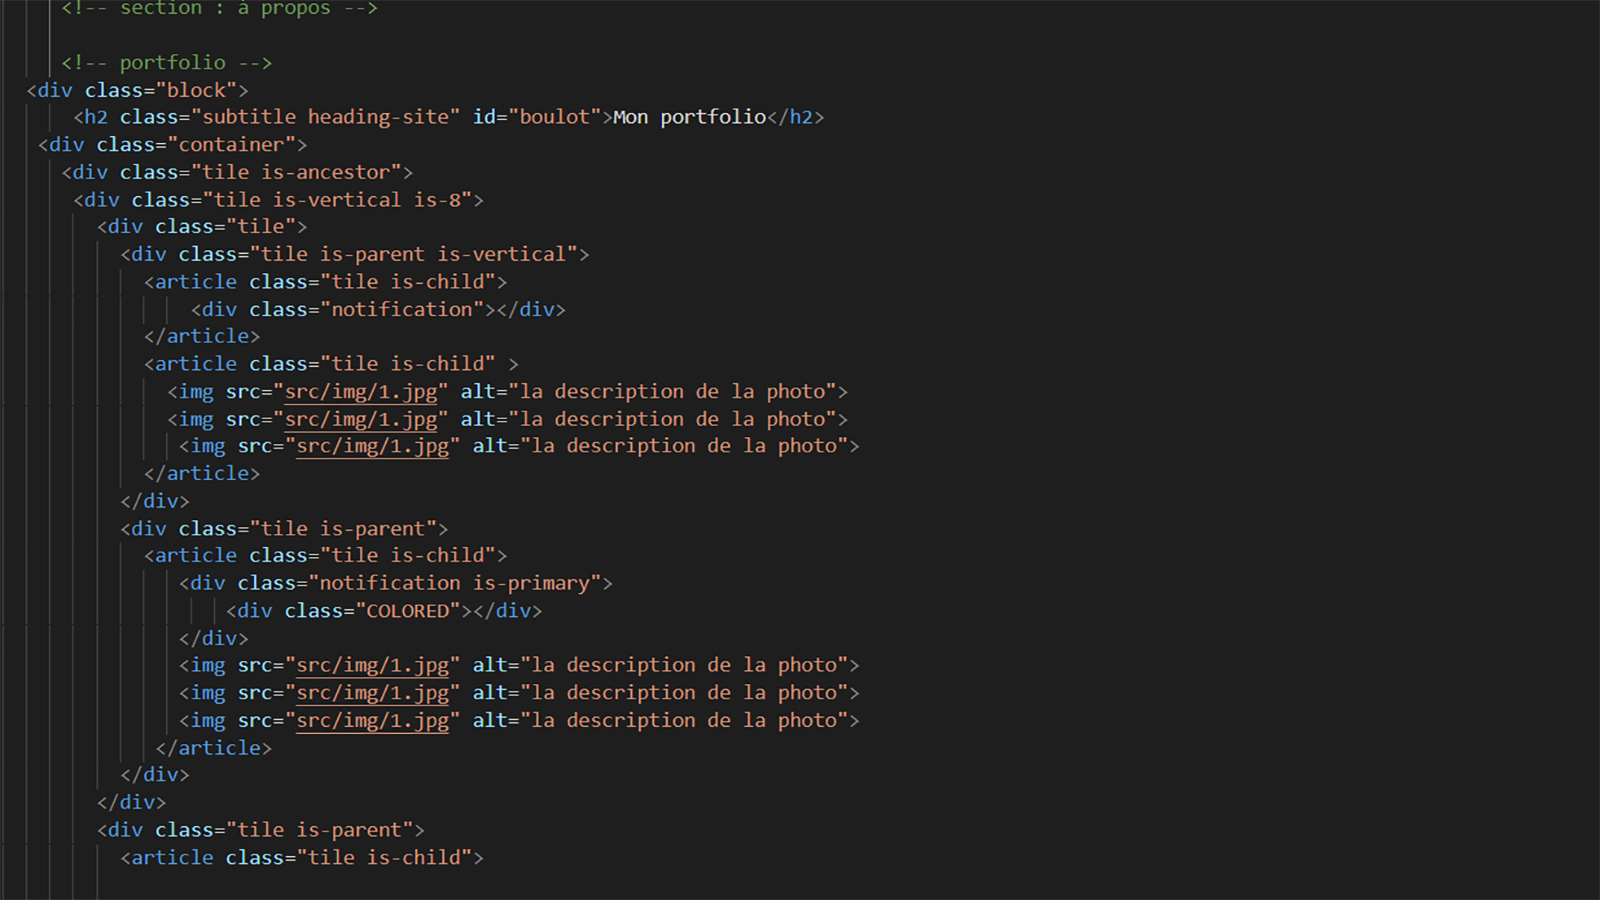 <!-- section : à propos -->
<!-- portfolio -->
<div class="block">
<h2 class="subtitle heading-site" id="boulot">Mon portfolio</h2>
<div class="container">
<div class="tile is-ancestor">
<div class="tile is-vertical is-8">
<div class="tile">
<div class="tile is-parent is-vertical">
<article class="tile is-child">
<div class="notification"></div>
</article>
<article class="tile is-child" >
<img src="src/img/1.jpg" alt="la description de la photo">
<img src="src/img/1.jpg" alt="la description de la photo">
<img src="src/img/1.jpg" alt="la description de la photo">
</article>
</div>
<div class="tile is-parent">
<article class="tile is-child">
<div class="notification is-primary">
<div class="COLORED"></div>
</div>
<img src="src/img/1.jpg" alt="la description de la photo">
<img src="src/img/1.jpg" alt="la description de la photo">
<img src="src/img/1.jpg" alt="la description de la photo">
</article>
</div>
</div>
<div class="tile is-parent">
<article class="tile is-child">